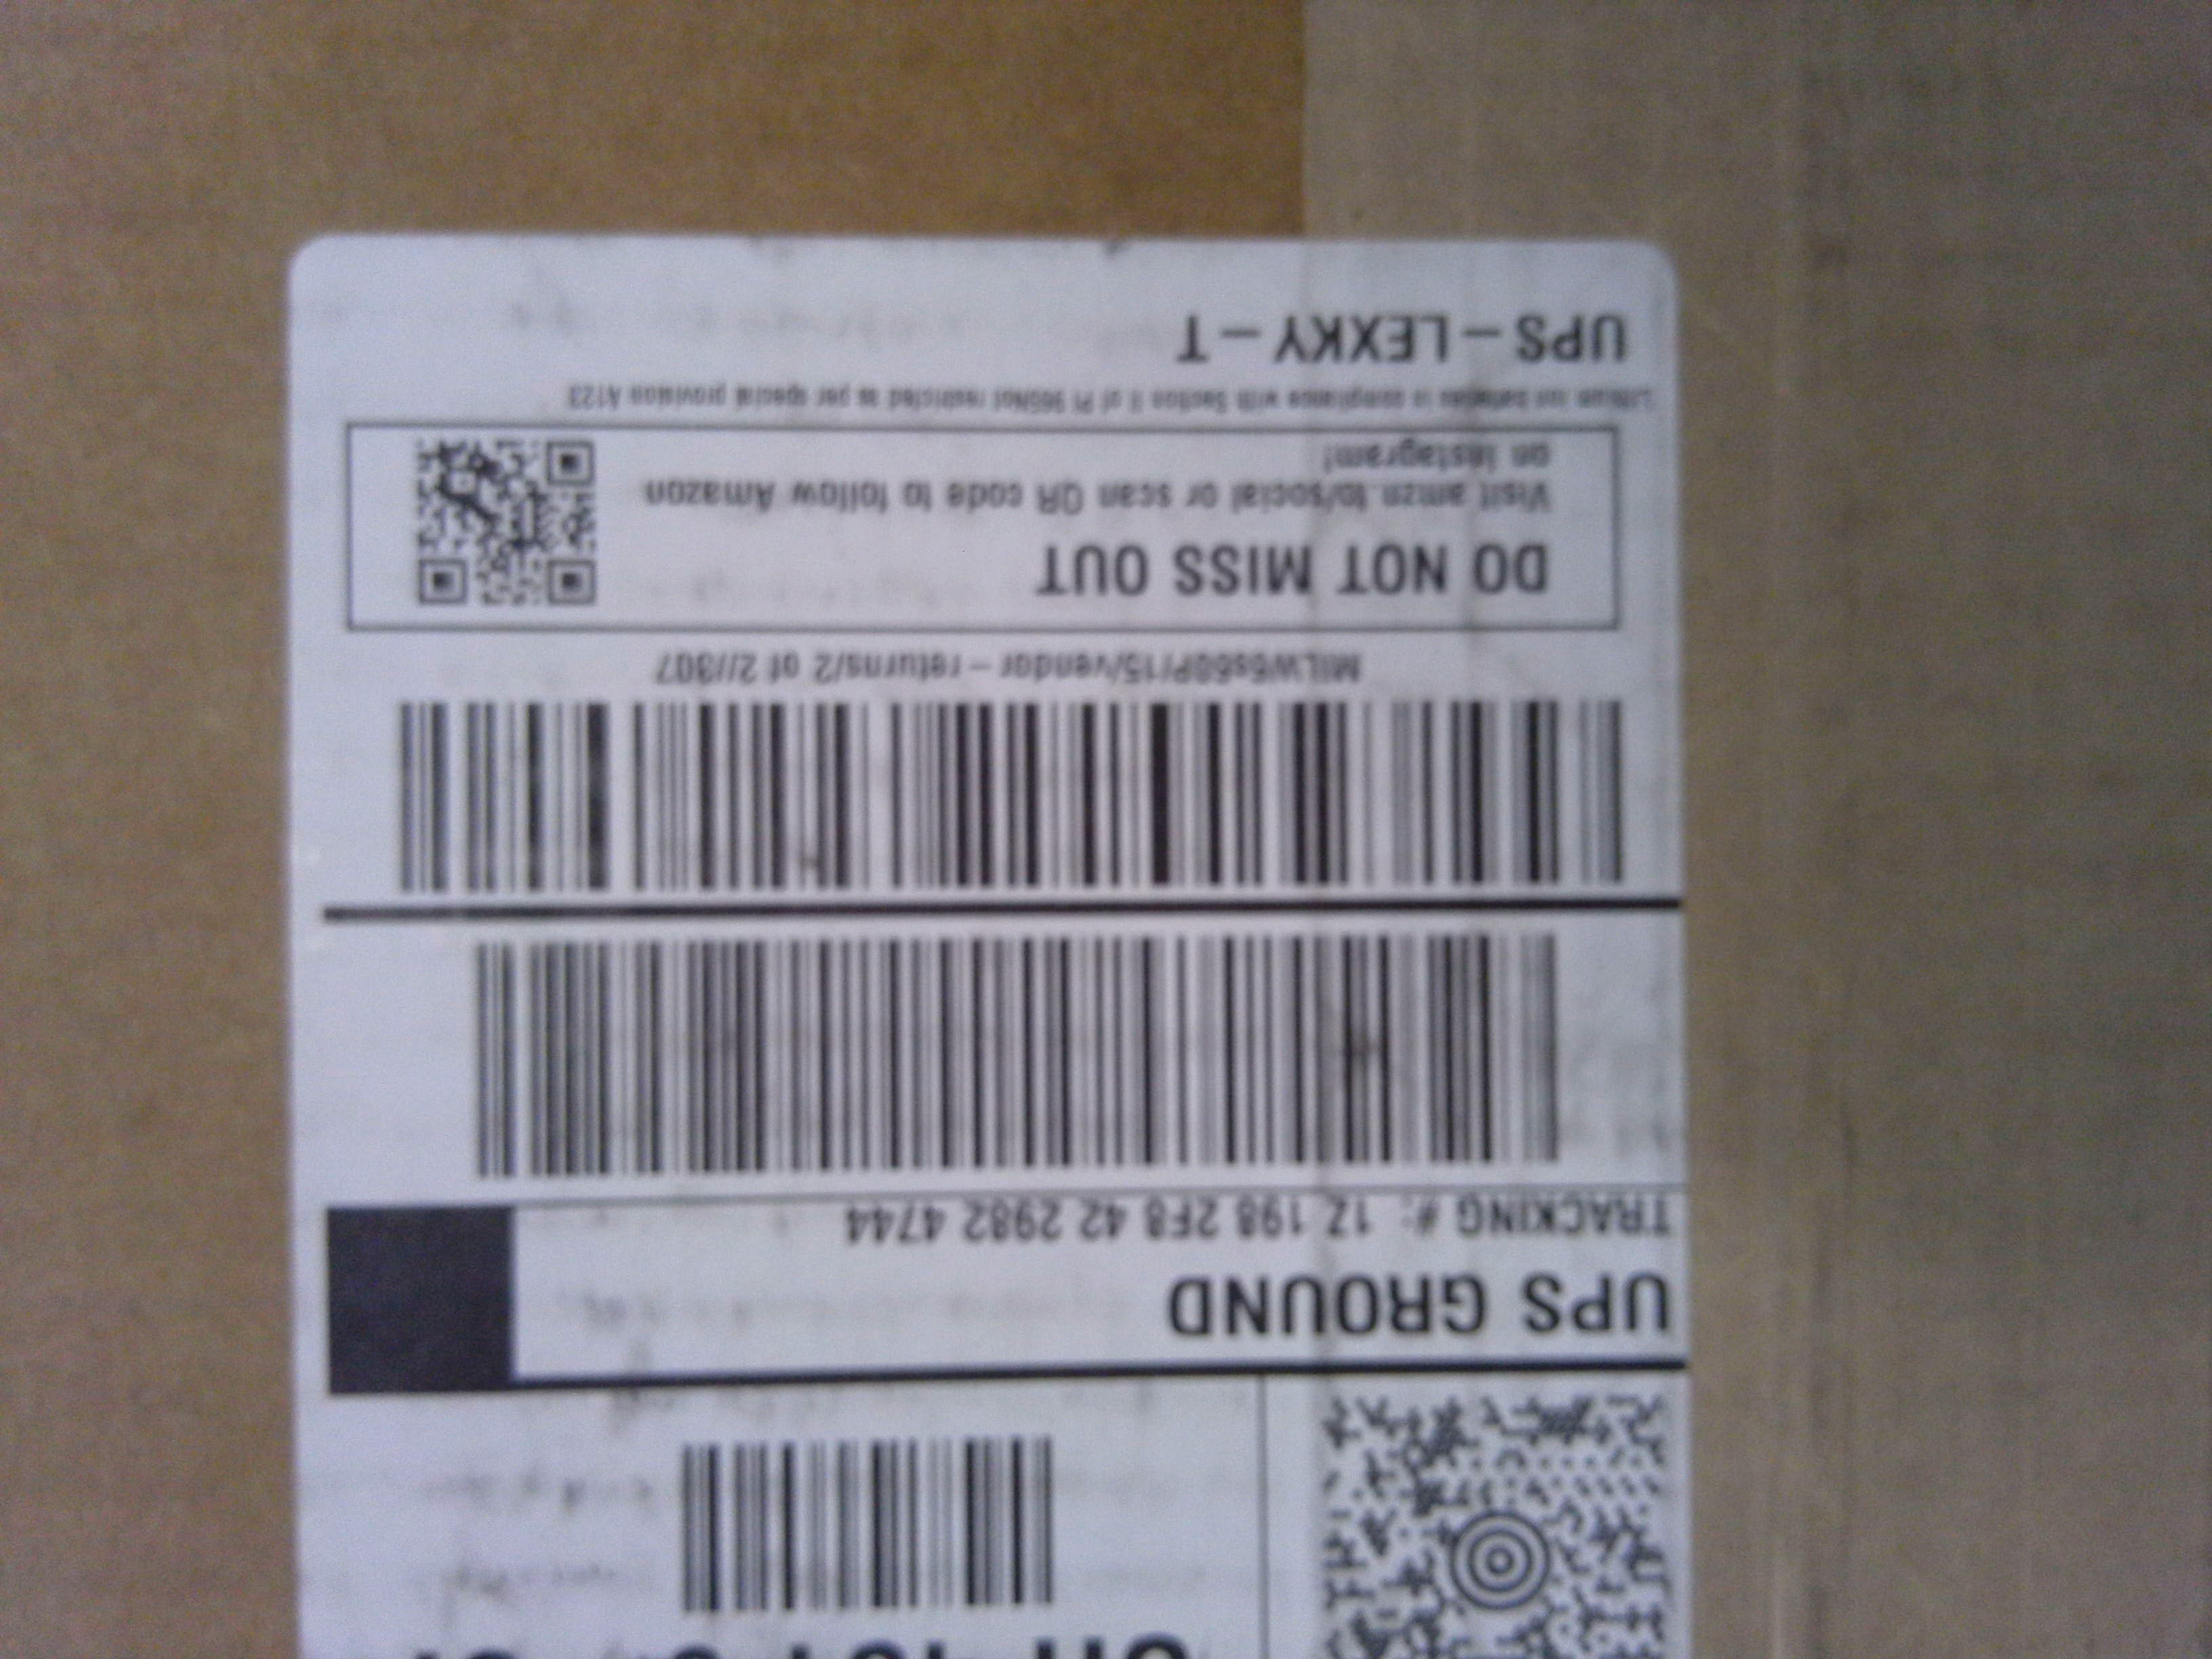 UPS GROUND
TRACKING #: 1Z 198 2F8 42 2982 4744
MILW6s60P/15/vendor-returns/2 of 2//307
DO NOT MISS OUT
Visit amzn.to/social or scan QR code to follow Amazon
on Instagram!
Lithium ion batteries in compliance with Section II of PI 965Not restricted as per special provision A123
UPS-LEXKY-T